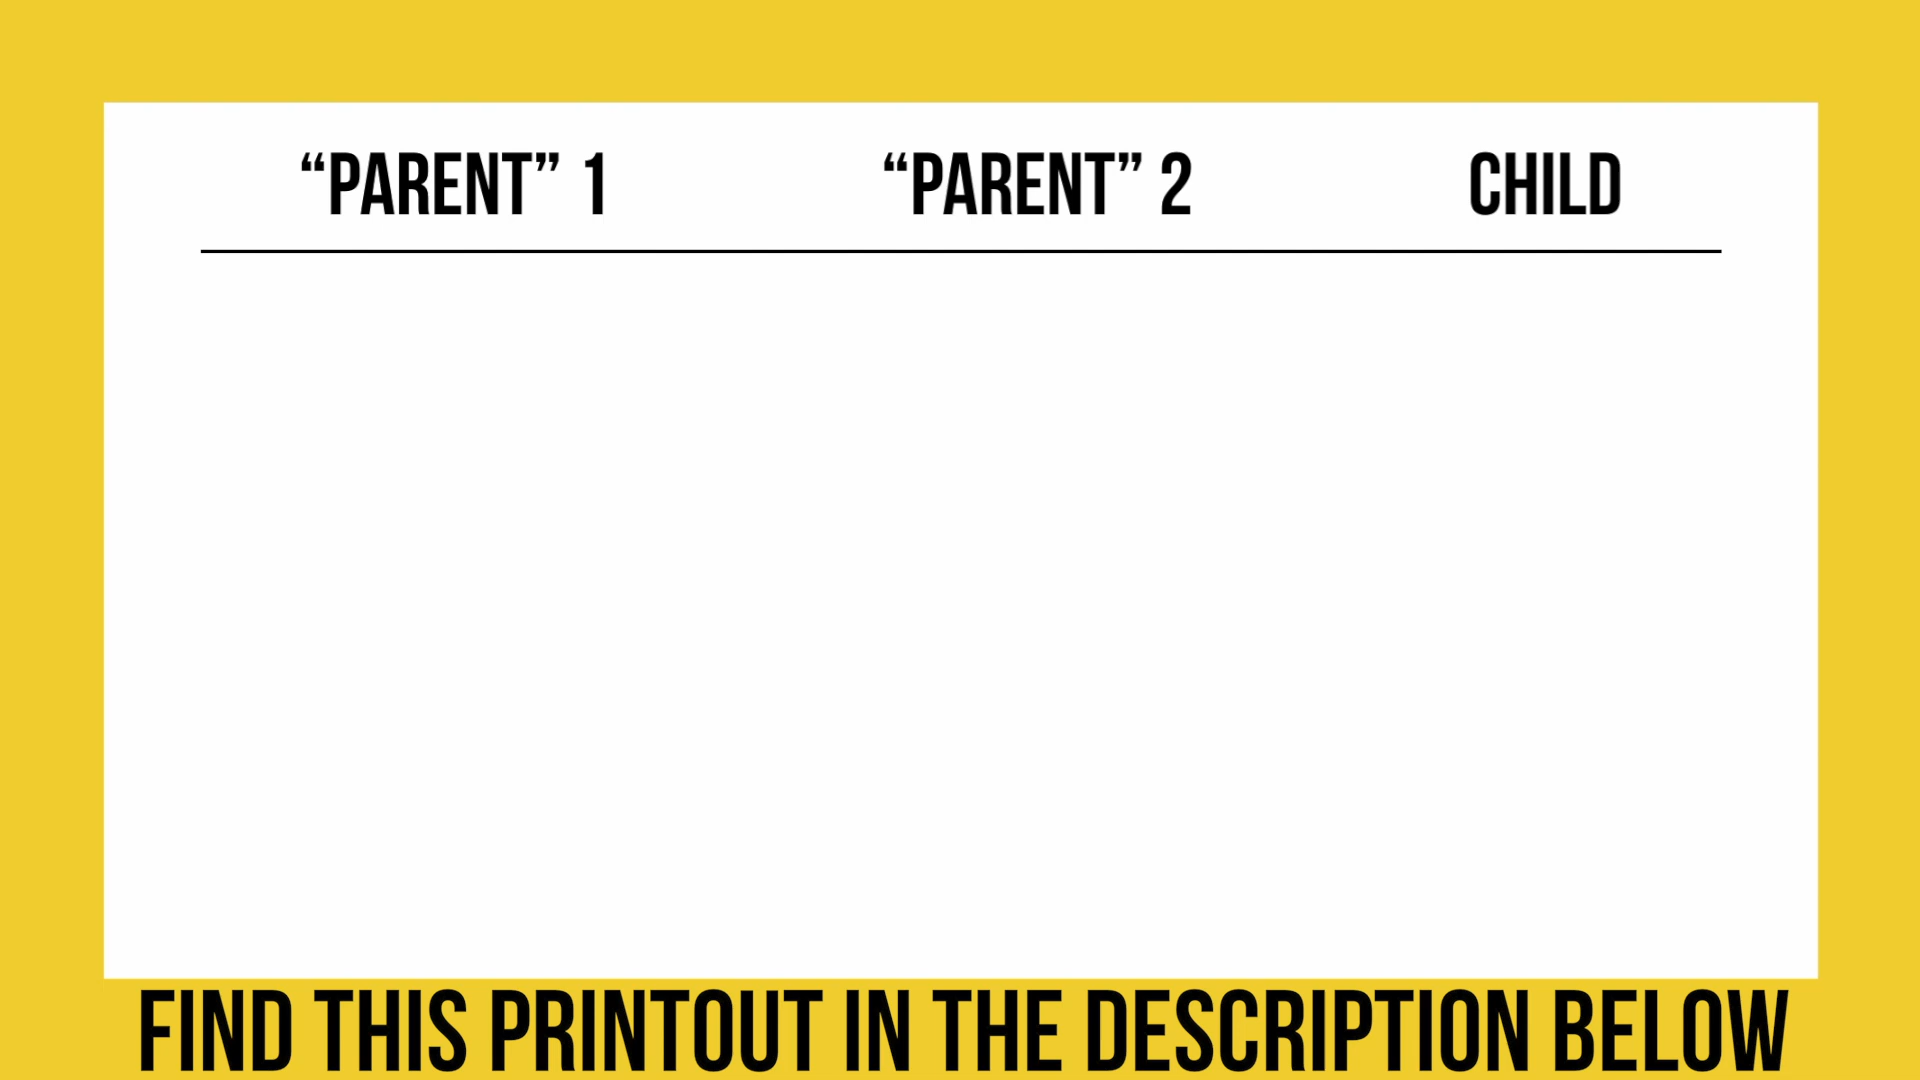 “PARENT” 1 “PARENT” 2 CHILD
FIND THIS PRINTOUT IN THE DESCRIPTION BELOW